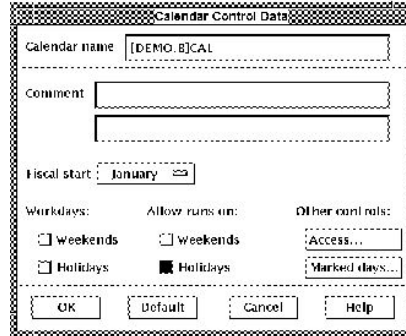 Calendar Control Data
Calendar name [DEMO.B]CAL
Comment
Fiscal start January
Workdays: Allow runs on: Other controls:
Weekends Weekends Access...
Holidays Holidays Marked days...
OK Default Cancel Help